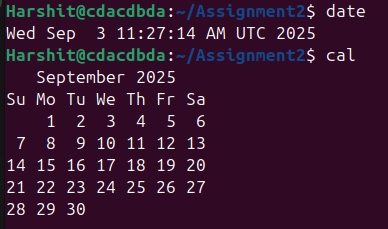 Harshit@cdacdbda:~/Assignment2$ date
Wed Sep  3 11:27:14 AM UTC 2025
Harshit@cdacdbda:~/Assignment2$ cal
   September 2025
Su Mo Tu We Th Fr Sa
    1  2  3  4  5  6
 7  8  9 10 11 12 13
14 15 16 17 18 19 20
21 22 23 24 25 26 27
28 29 30